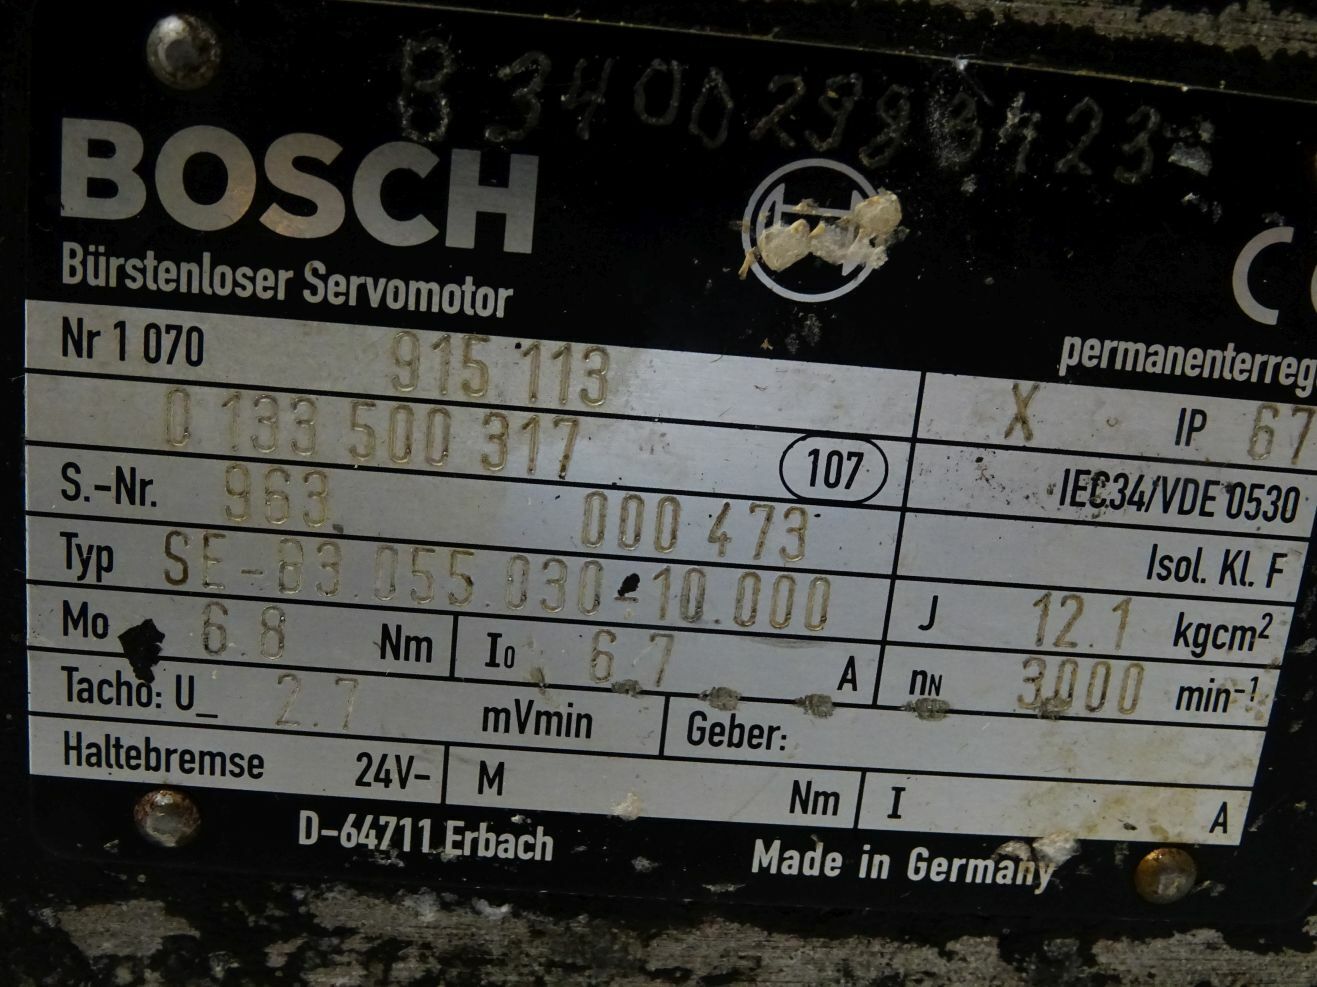 B 3400299 8423
BOSCH
Bürstenloser Servomotor
permanenterreg
Nr 1 070 915 113
X IP 67
0 133 500 317 107
IEC34/VDE 0530
S.-Nr. 963 000 473
Isol. Kl. F
Typ SE-B3.055.030-10.000
J 12.1 kgcm²
Mo 6.8 Nm I0 6.7 A
nN 3000 min⁻¹
Tacho: U_ 2.7 mVmin Geber:
Haltebremse 24V– M Nm I A
D-64711 Erbach Made in Germany